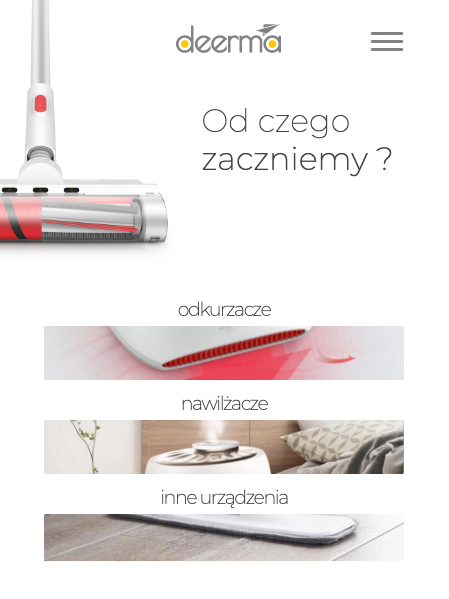 deerma
Od czego
zaczniemy ?
odkurzacze
nawilżacze
inne urządzenia